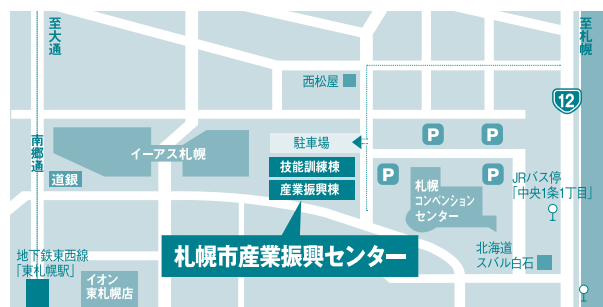 至大通
至札幌
西松屋
12
南郷通
イーアス札幌
駐車場
P
P
技能訓練棟
産業振興棟
P
P
道銀
札幌
コンベンション
センター
JRバス停
「中央1条1丁目」
札幌市産業振興センター
地下鉄東西線
「東札幌駅」
イオン
東札幌店
北海道
スバル白石